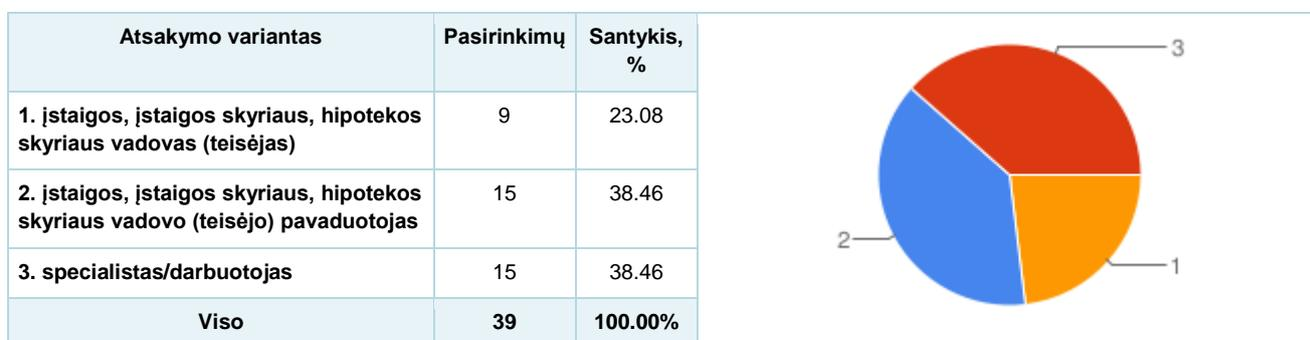 Atsakymo variantas Pasirinkimų Santykis,
%
1. įstaigos, įstaigos skyriaus, hipotekos
skyriaus vadovas (teisėjas) 9 23.08
2. įstaigos, įstaigos skyriaus, hipotekos
skyriaus vadovo (teisėjo) pavaduotojas 15 38.46
3. specialistas/darbuotojas 15 38.46
Viso 39 100.00%
3
2
1